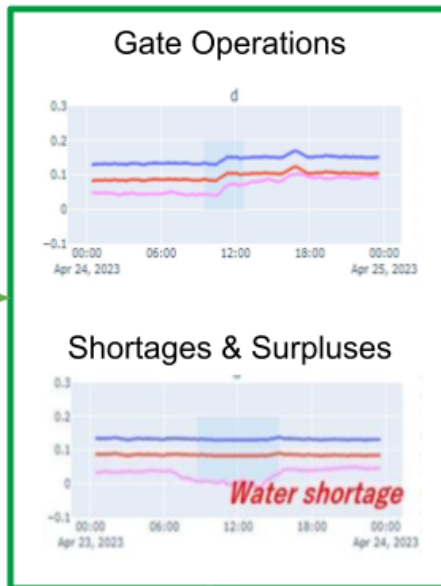 Gate Operations
d
0.3
0.2
0.1
0
−0.1
00:00 06:00 12:00 18:00 00:00
Apr 24, 2023 Apr 25, 2023
Shortages & Surpluses
0.3
0.2
0.1
0
−0.1
Water shortage
00:00 06:00 12:00 18:00 00:00
Apr 23, 2023 Apr 24, 2023